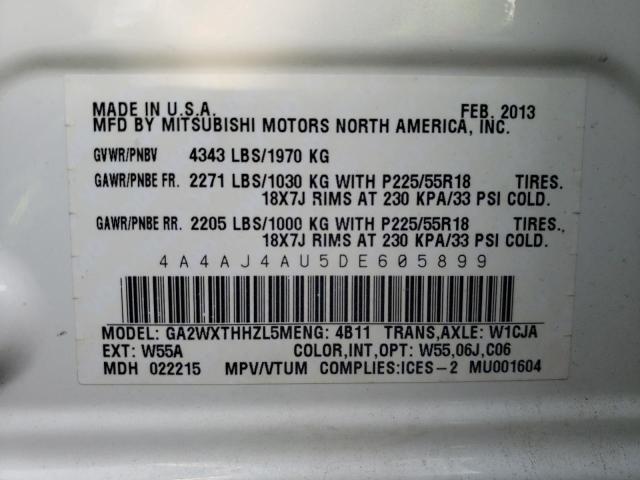 MADE IN U.S.A. FEB. 2013
MFD BY MITSUBISHI MOTORS NORTH AMERICA, INC.
GVWR/PNBV 4343 LBS/1970 KG
GAWR/PNBE FR. 2271 LBS/1030 KG WITH P225/55R18 TIRES.
18X7J RIMS AT 230 KPA/33 PSI COLD.
GAWR/PNBE RR. 2205 LBS/1000 KG WITH P225/55R18 TIRES.
18X7J RIMS AT 230 KPA/33 PSI COLD.
4A4AJ4AU5DE605899
MODEL: GA2WXTHHZL5M ENG: 4B11 TRANS,AXLE: W1CJA
EXT: W55A COLOR,INT,OPT: W55,06J,C06
MDH 022215 MPV/VTUM COMPLIES:ICES-2 MU001604